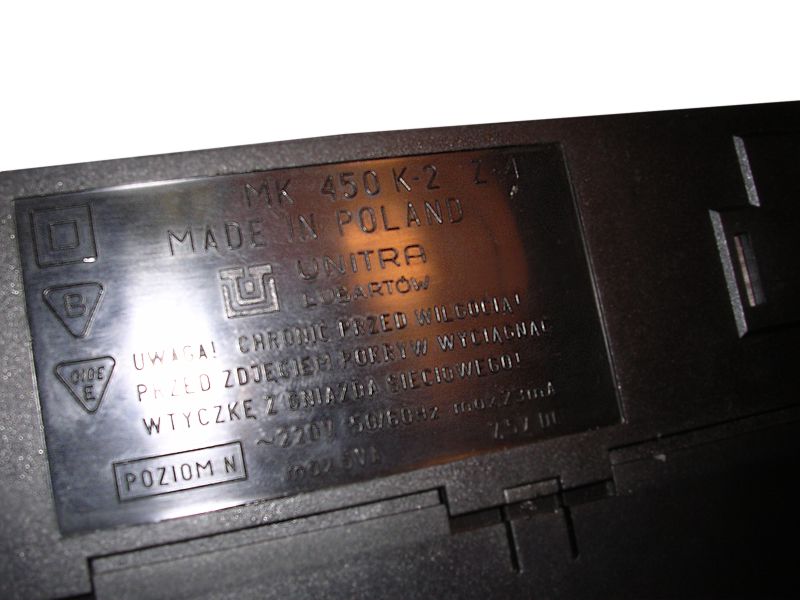 MK 450 K-2 Z-4
MADE IN POLAND
UNITRA
LUBARTÓW
B
E
UWAGA! CHRONIĆ PRZED WILGOCIĄ!
PRZED ZDJĘCIEM POKRYW WYCIĄGNĄĆ
WTYCZKĘ Z GNIAZDA SIECIOWEGO!
~220V 50/60Hz
POZIOM N